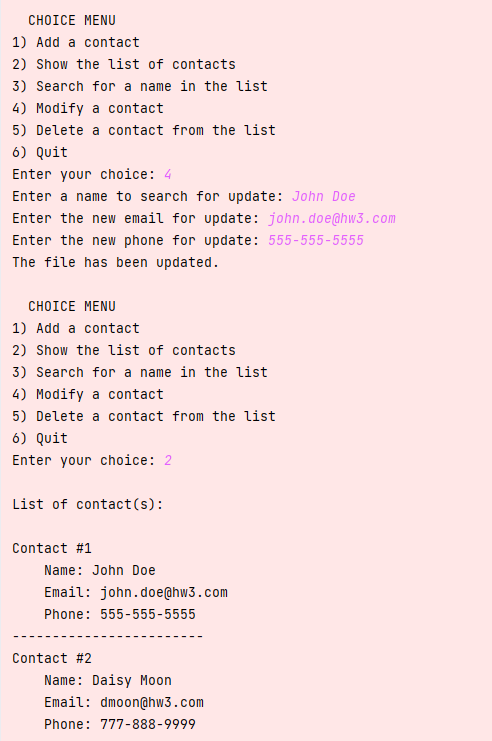 CHOICE MENU
1) Add a contact
2) Show the list of contacts
3) Search for a name in the list
4) Modify a contact
5) Delete a contact from the list
6) Quit
Enter your choice: 4
Enter a name to search for update: John Doe
Enter the new email for update: john.doe@hw3.com
Enter the new phone for update: 555-555-5555
The file has been updated.
CHOICE MENU
1) Add a contact
2) Show the list of contacts
3) Search for a name in the list
4) Modify a contact
5) Delete a contact from the list
6) Quit
Enter your choice: 2
List of contact(s):
Contact #1
Name: John Doe
Email: john.doe@hw3.com
Phone: 555-555-5555
------------------------
Contact #2
Name: Daisy Moon
Email: dmoon@hw3.com
Phone: 777-888-9999